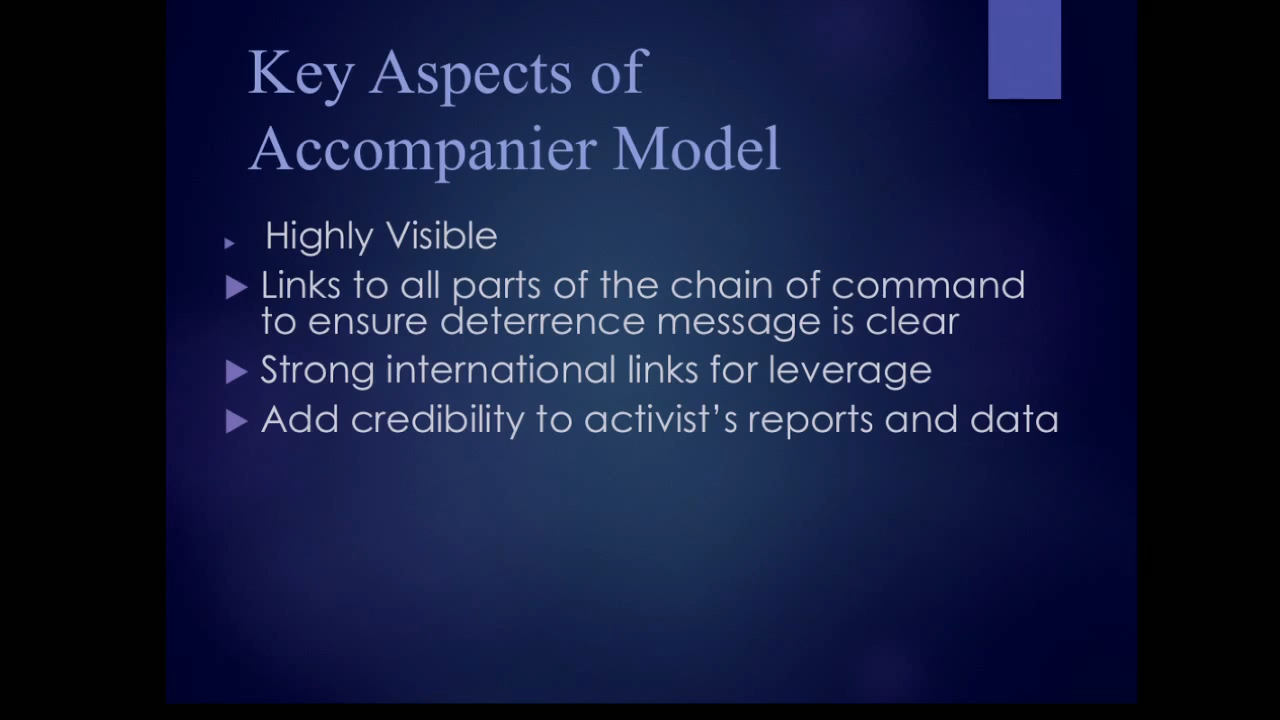 Key Aspects of
Accompanier Model
Highly Visible
Links to all parts of the chain of command
to ensure deterrence message is clear
Strong international links for leverage
Add credibility to activist’s reports and data